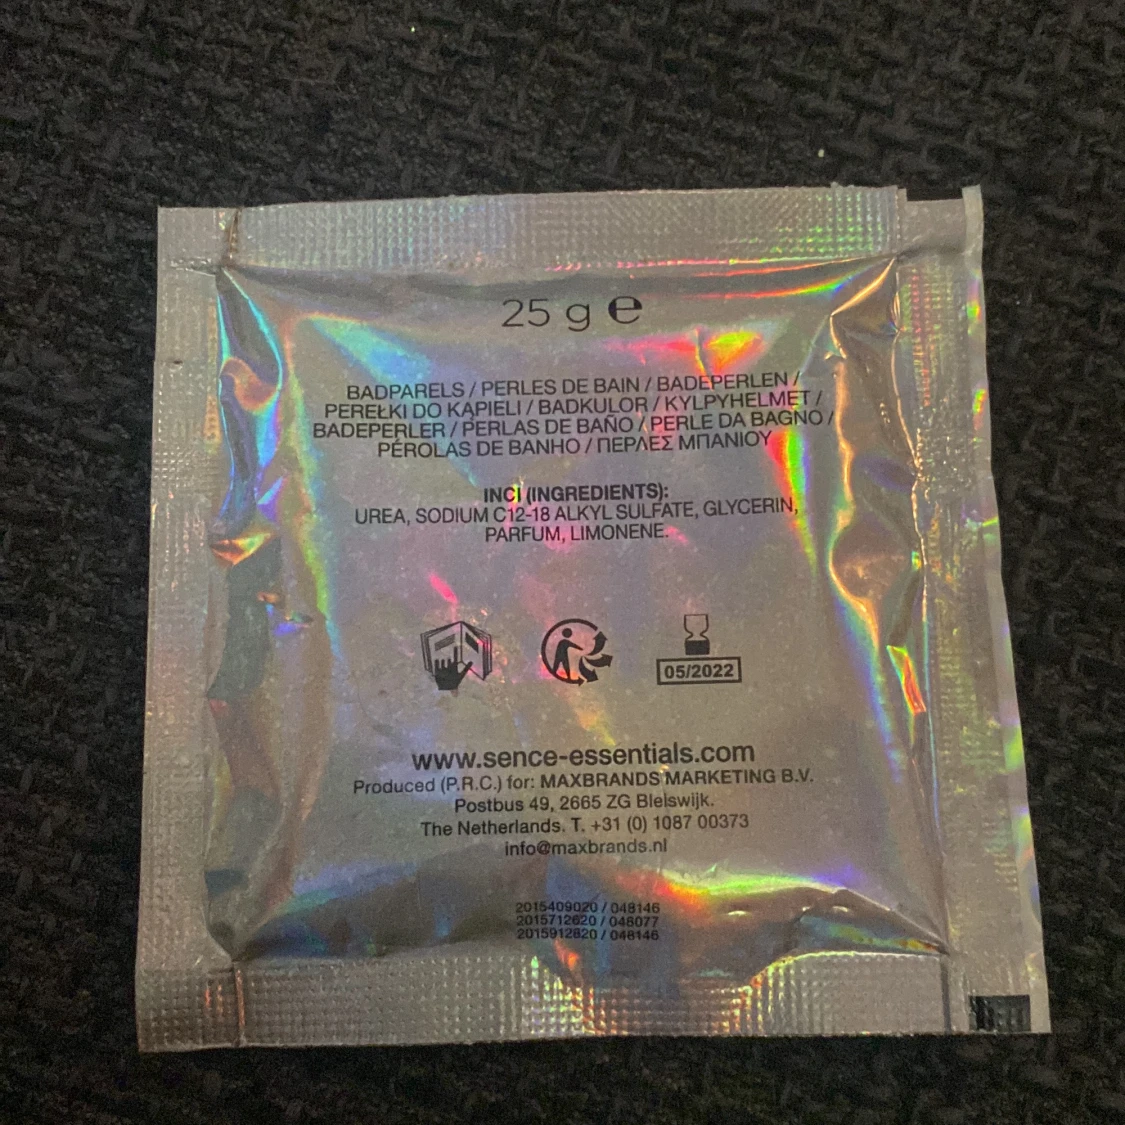 25 g e
BADPARELS / PERLES DE BAIN / BADEPERLEN /
PEREŁKI DO KĄPIELI / BADKULOR / KYLPYHELMET /
BADEPERLER / PERLAS DE BAÑO / PERLE DA BAGNO /
PÉROLAS DE BANHO / ΠΕΡΛΕΣ ΜΠΑΝΙΟΥ
INCI (INGREDIENTS):
UREA, SODIUM C12-18 ALKYL SULFATE, GLYCERIN,
PARFUM, LIMONENE.
05/2022
www.sence-essentials.com
Produced (P.R.C.) for: MAXBRANDS MARKETING B.V.
Postbus 49, 2665 ZG Bleiswijk.
The Netherlands. T. +31 (0) 1087 00373
info@maxbrands.nl
2015409020 / 048146
2015712620 / 048077
2015912820 / 048146